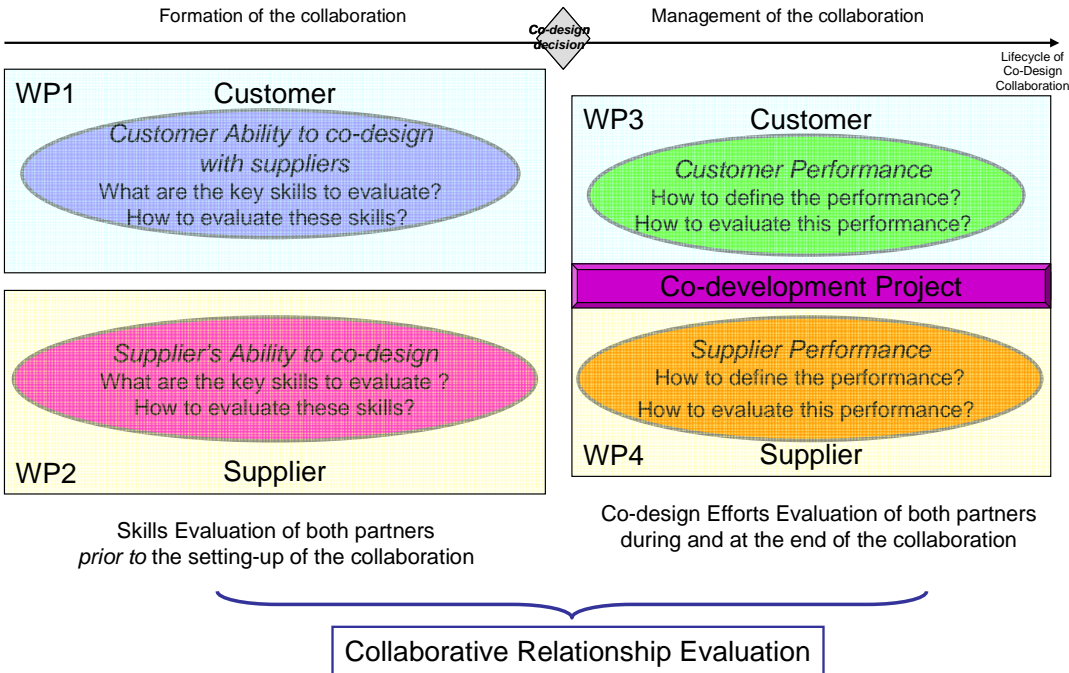 Formation of the collaboration
Co-design
decision
Management of the collaboration
Lifecycle of
Co-Design
Collaboration
WP1
Customer
Customer Ability to co-design
with suppliers
What are the key skills to evaluate?
How to evaluate these skills?
Supplier's Ability to co-design
What are the key skills to evaluate ?
How to evaluate these skills?
WP2
Supplier
WP3
Customer
Customer Performance
How to define the performance?
How to evaluate this performance?
Co-development Project
Supplier Performance
How to define the performance?
How to evaluate this performance?
WP4
Supplier
Skills Evaluation of both partners
prior to the setting-up of the collaboration
Co-design Efforts Evaluation of both partners
during and at the end of the collaboration
Collaborative Relationship Evaluation